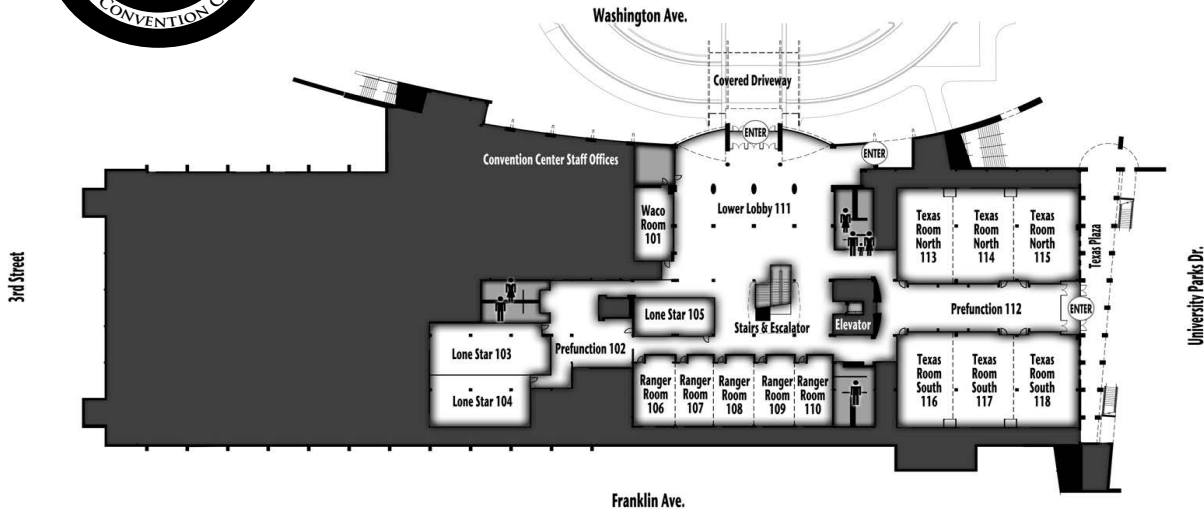 CONVENTION C
Washington Ave.
Covered Driveway
ENTER
ENTER
Convention Center Staff Offices
Waco
Room
101
Lower Lobby 111
Texas
Room
North
113
Texas
Room
North
114
Texas
Room
North
115
Texas Plaza
3rd Street
University Parks Dr.
Lone Star 105
Stairs & Escalator
Elevator
Prefunction 112
ENTER
Lone Star 103
Prefunction 102
Lone Star 104
Ranger
Room
106
Ranger
Room
107
Ranger
Room
108
Ranger
Room
109
Ranger
Room
110
Texas
Room
South
116
Texas
Room
South
117
Texas
Room
South
118
Franklin Ave.